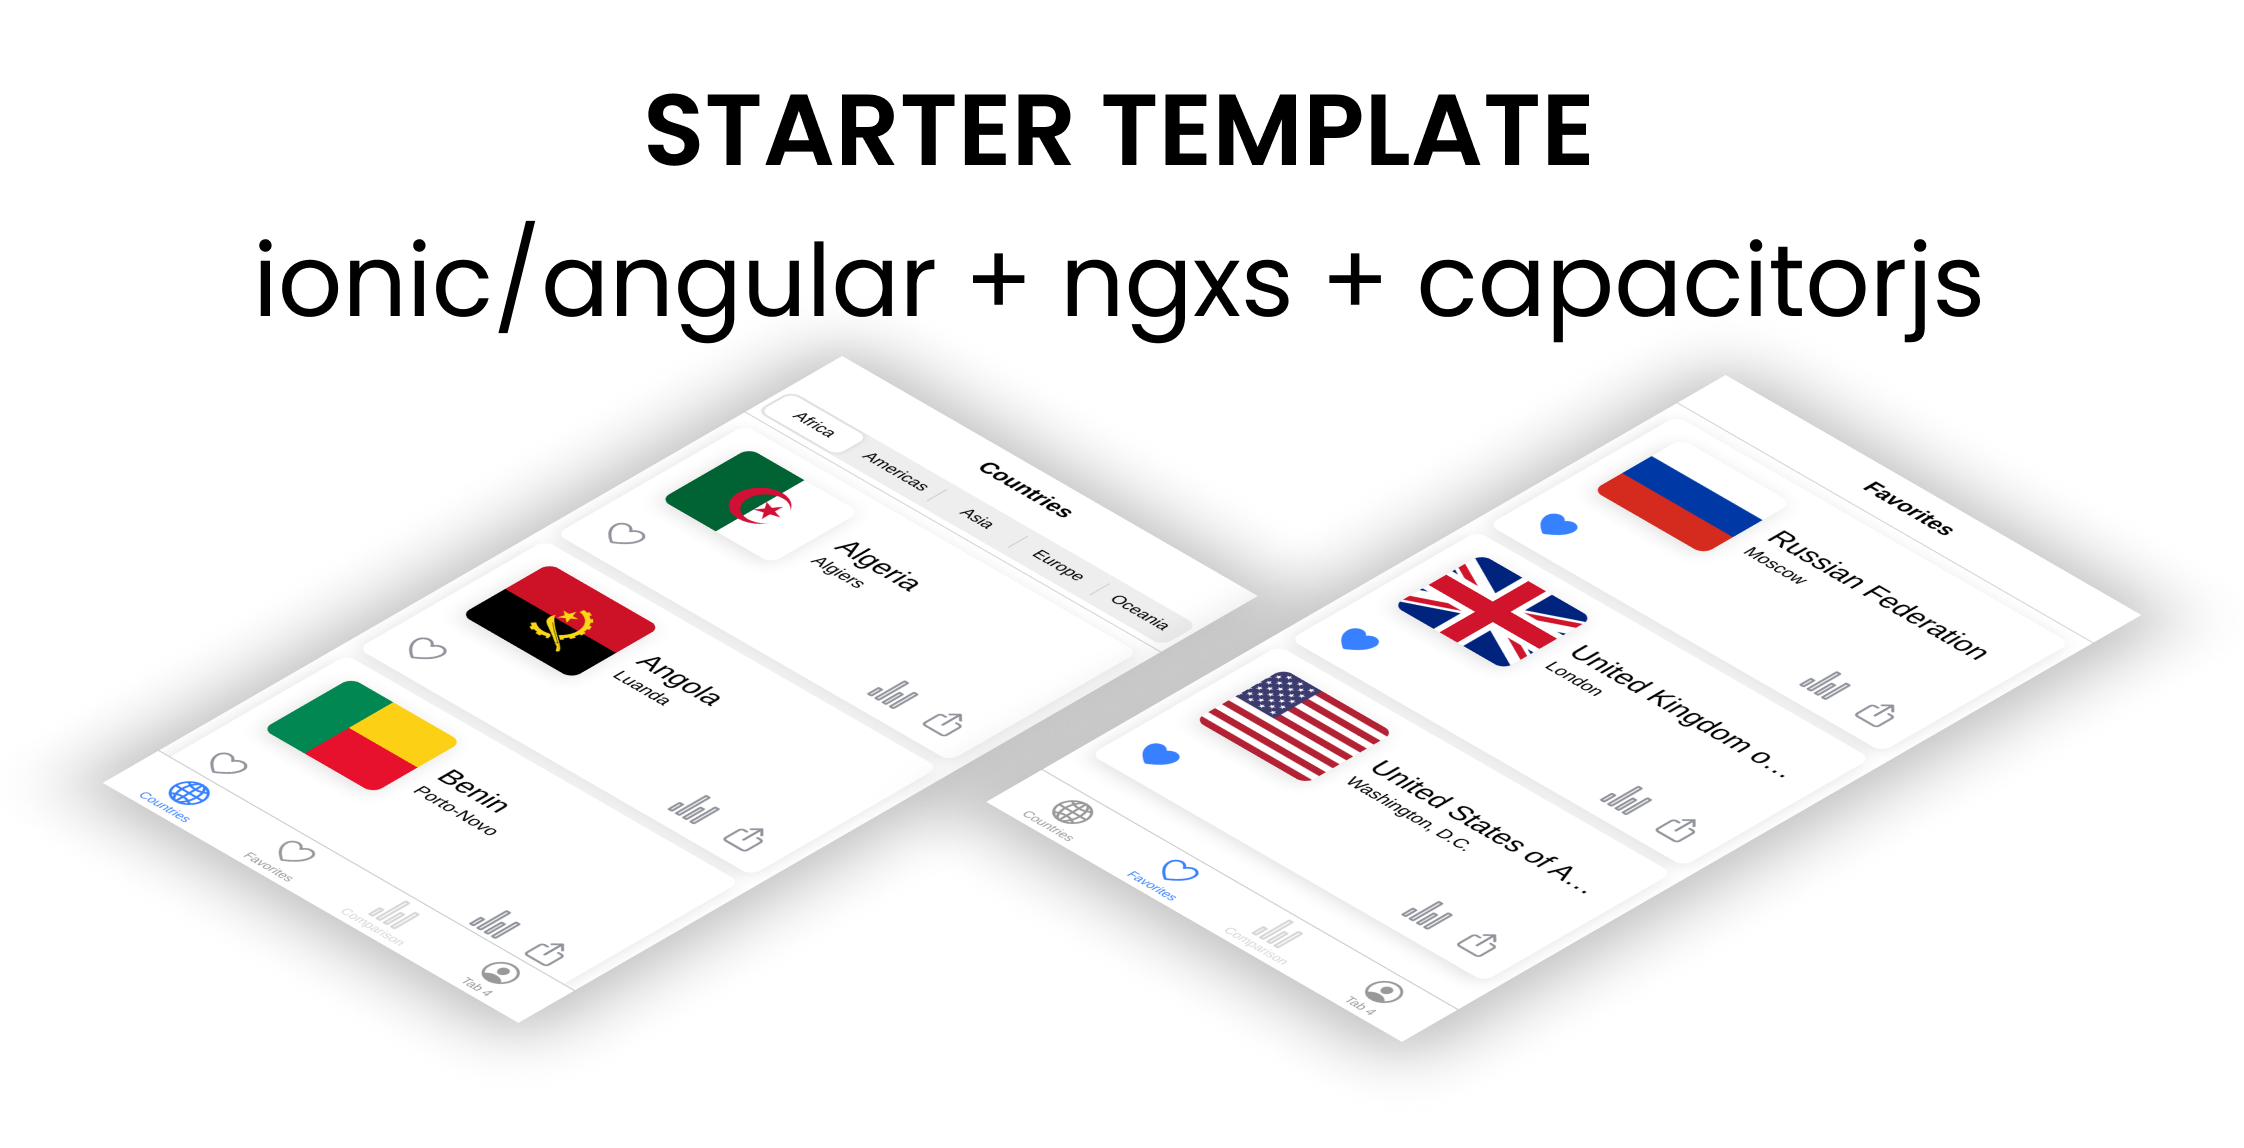 STARTER TEMPLATE
ionic/angular + ngxs + capacitorjs
Countries
Africa
Americas
Asia
Europe
Oceania
Algeria
Algiers
Angola
Luanda
Benin
Porto-Novo
Countries
Favorites
Comparison
Tab 4
Favorites
Russian Federation
Moscow
United Kingdom o...
London
United States of A...
Washington, D.C.
Countries
Favorites
Comparison
Tab 4